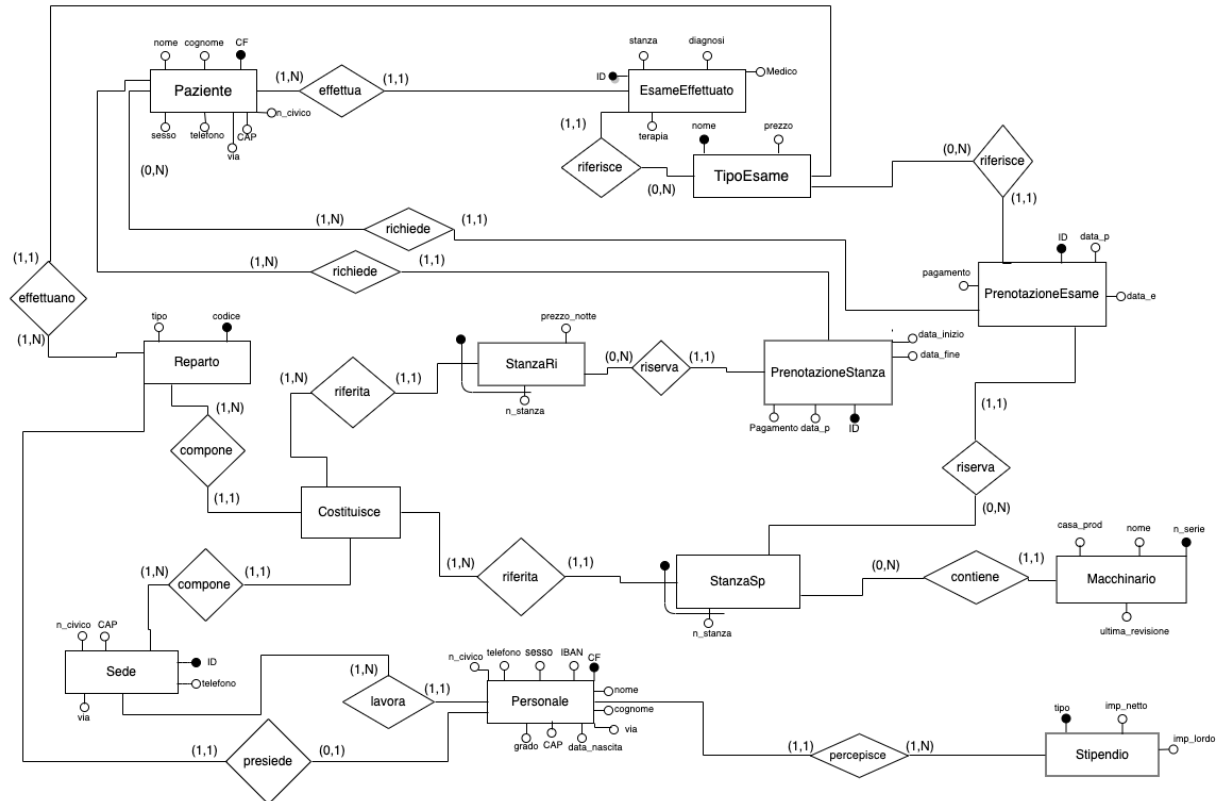 nome
cognome
CF
Paziente
sesso
telefono
via
CAP
n_civico
(0,N)
(1,N)
effettua
(1,1)
stanza
diagnosi
ID
Medico
EsameEffettuato
terapia
(1,1)
riferisce
(0,N)
nome
prezzo
TipoEsame
(0,N)
riferisce
(1,1)
(1,N)
richiede
(1,1)
(1,N)
richiede
(1,1)
ID
data_p
pagamento
PrenotazioneEsame
data_e
(1,1)
effettuano
(1,N)
tipo
codice
Reparto
(1,N)
compone
(1,1)
(1,N)
riferita
(1,1)
prezzo_notte
StanzaRi
n_stanza
(0,N)
riserva
(1,1)
data_inizio
data_fine
PrenotazioneStanza
Pagamento
data_p
ID
(1,1)
riserva
(0,N)
Costituisce
(1,N)
compone
(1,1)
(1,N)
riferita
(1,1)
StanzaSp
n_stanza
(0,N)
contiene
(1,1)
casa_prod
nome
n_serie
Macchinario
ultima_revisione
n_civico
CAP
Sede
ID
telefono
via
(1,N)
lavora
(1,1)
n_civico
telefono
sesso
IBAN
CF
Personale
nome
cognome
via
grado
CAP
data_nascita
(1,1)
presiede
(0,1)
(1,1)
percepisce
(1,N)
tipo
imp_netto
imp_lordo
Stipendio